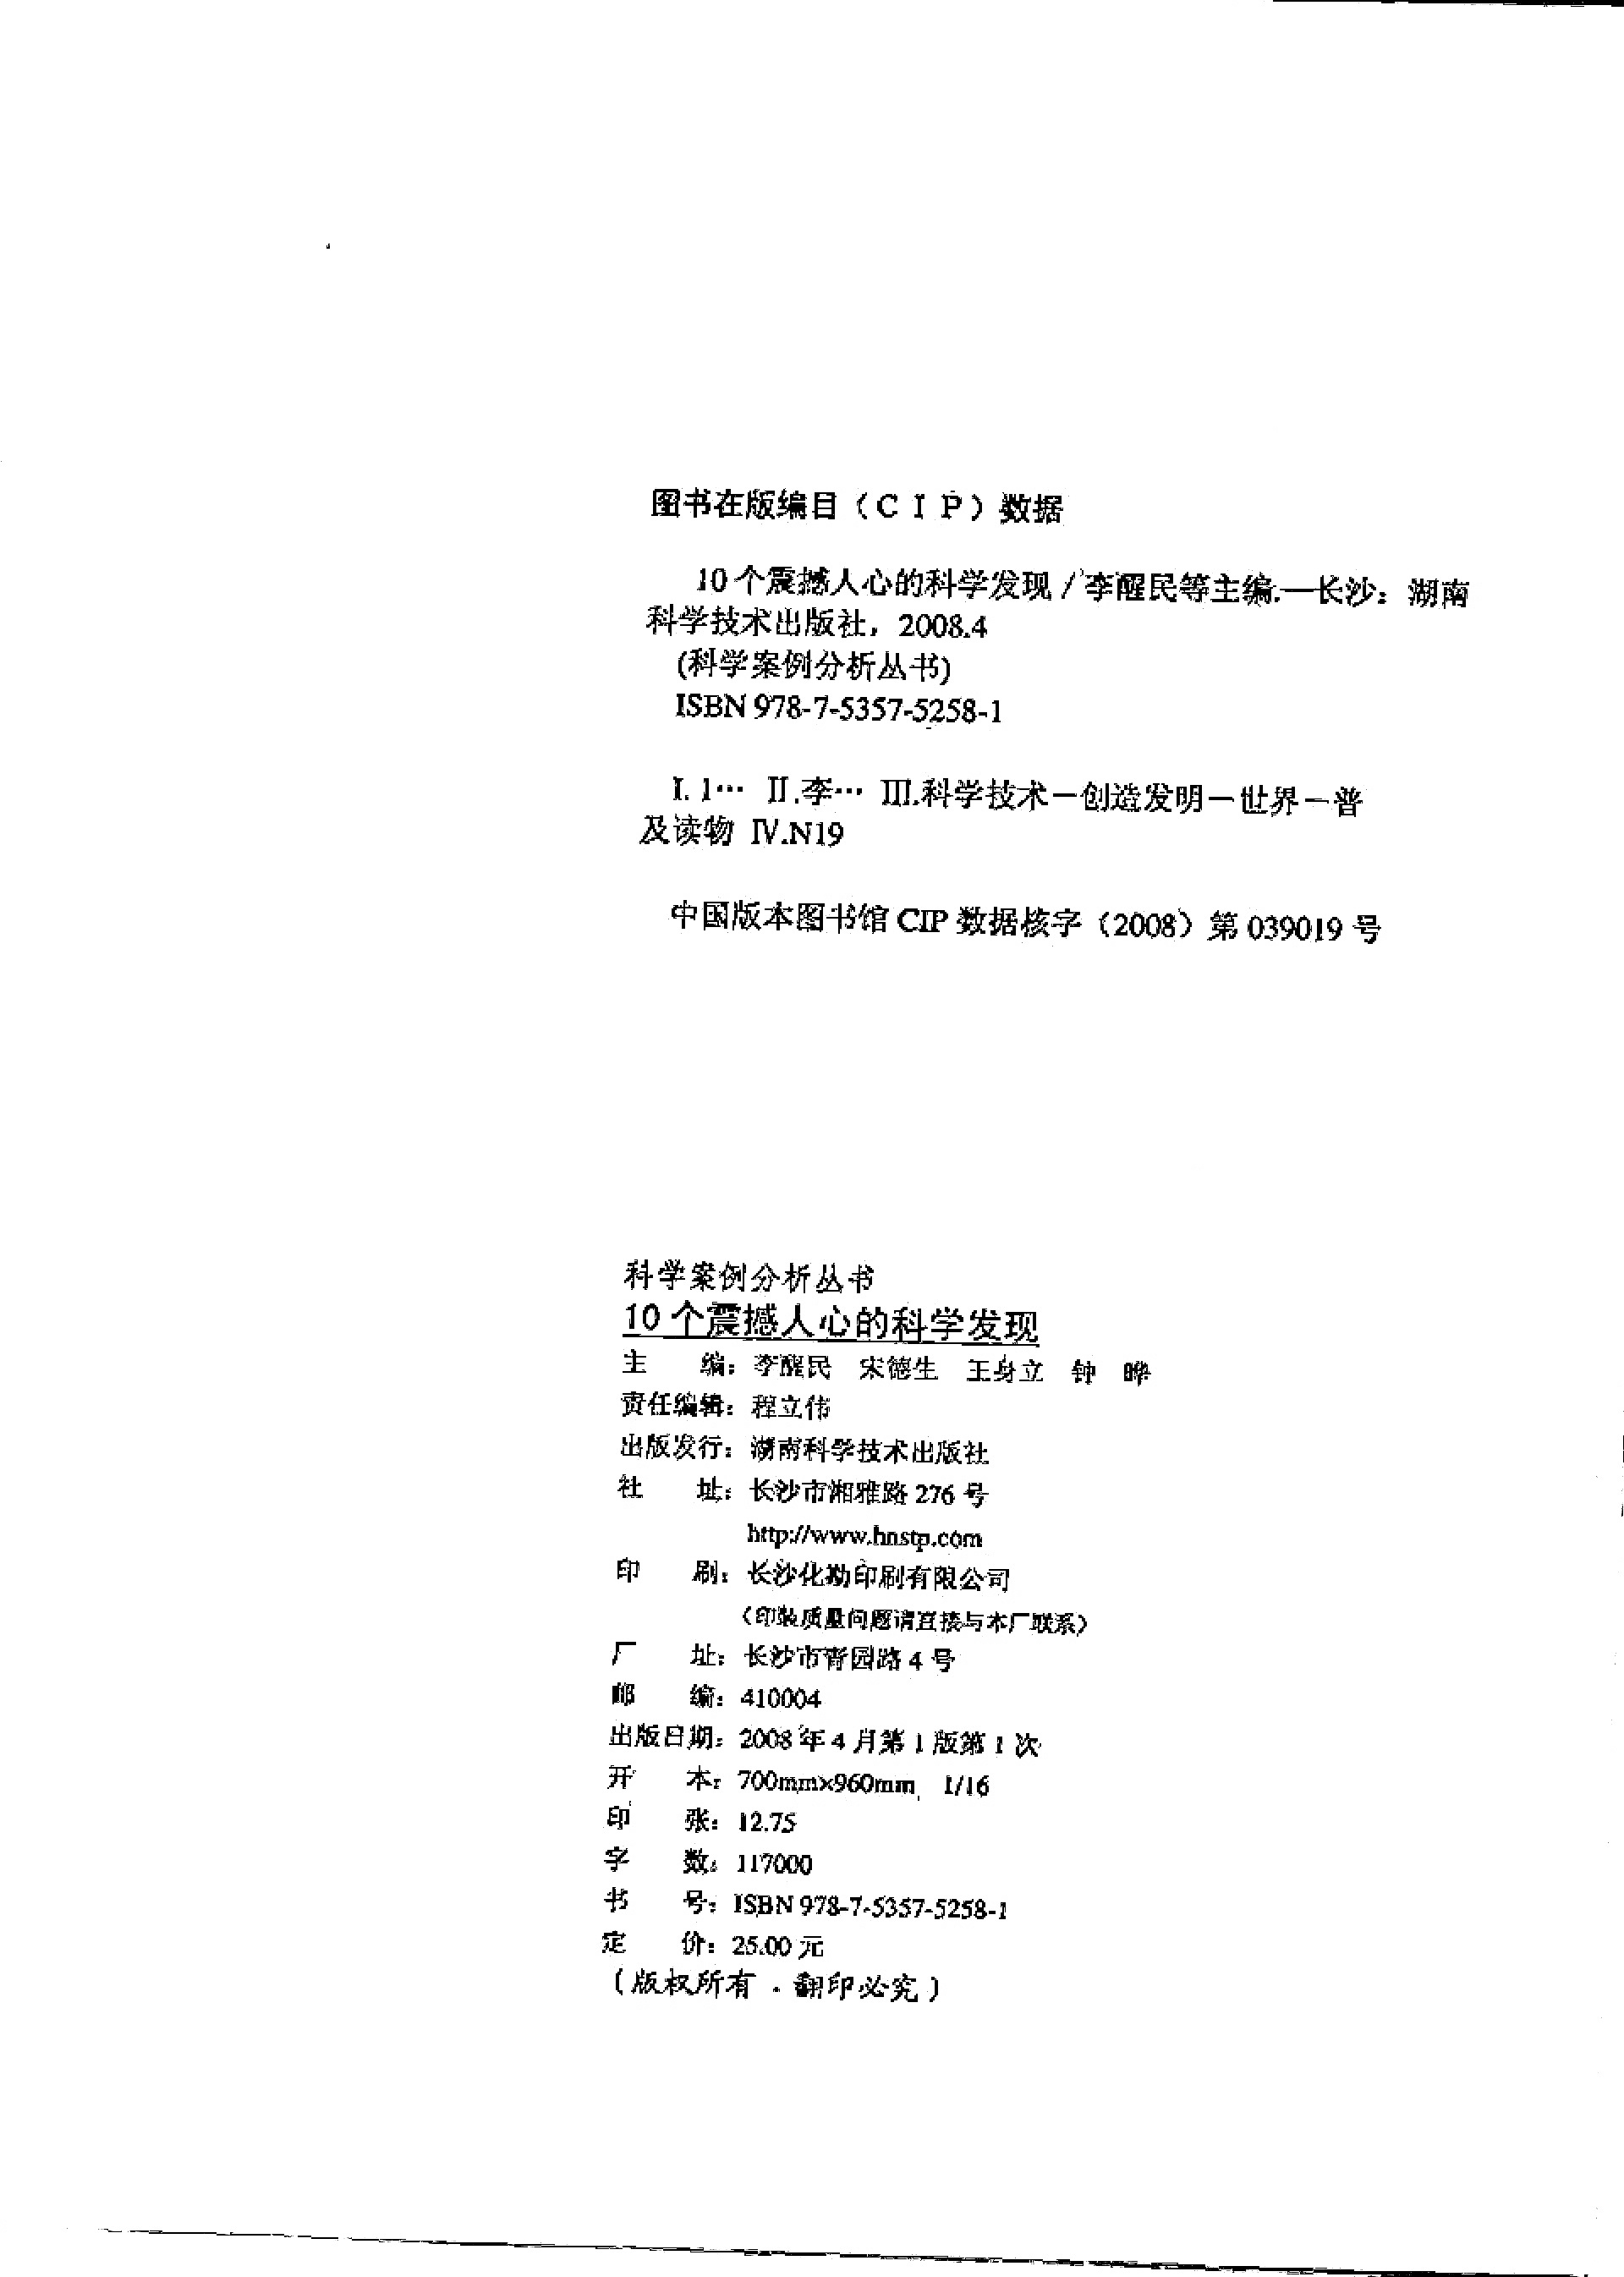 图书在版编目（CIP）数据
10个震撼人心的科学发现/李醒民等主编.—长沙：湖南
科学技术出版社，2008.4
(科学案例分析丛书)
ISBN 978-7-5357-5258-1
Ⅰ.1… Ⅱ.李… Ⅲ.科学技术－创造发明－世界－普
及读物 Ⅳ.N19
中国版本图书馆CIP数据核字（2008）第039019号
科学案例分析丛书
10个震撼人心的科学发现
主 编：李醒民 宋德生 王身立 钟 晔
责任编辑：程立伟
出版发行：湖南科学技术出版社
社 址：长沙市湘雅路276号
http://www.hnstp.com
印 刷：长沙化勘印刷有限公司
（印装质量问题请直接与本厂联系）
厂 址：长沙市青园路4号
邮 编：410004
出版日期：2008年4月第1版第1次
开 本：700mm×960mm 1/16
印 张：12.75
字 数：117000
书 号：ISBN 978-7-5357-5258-1
定 价：25.00元
（版权所有·翻印必究）